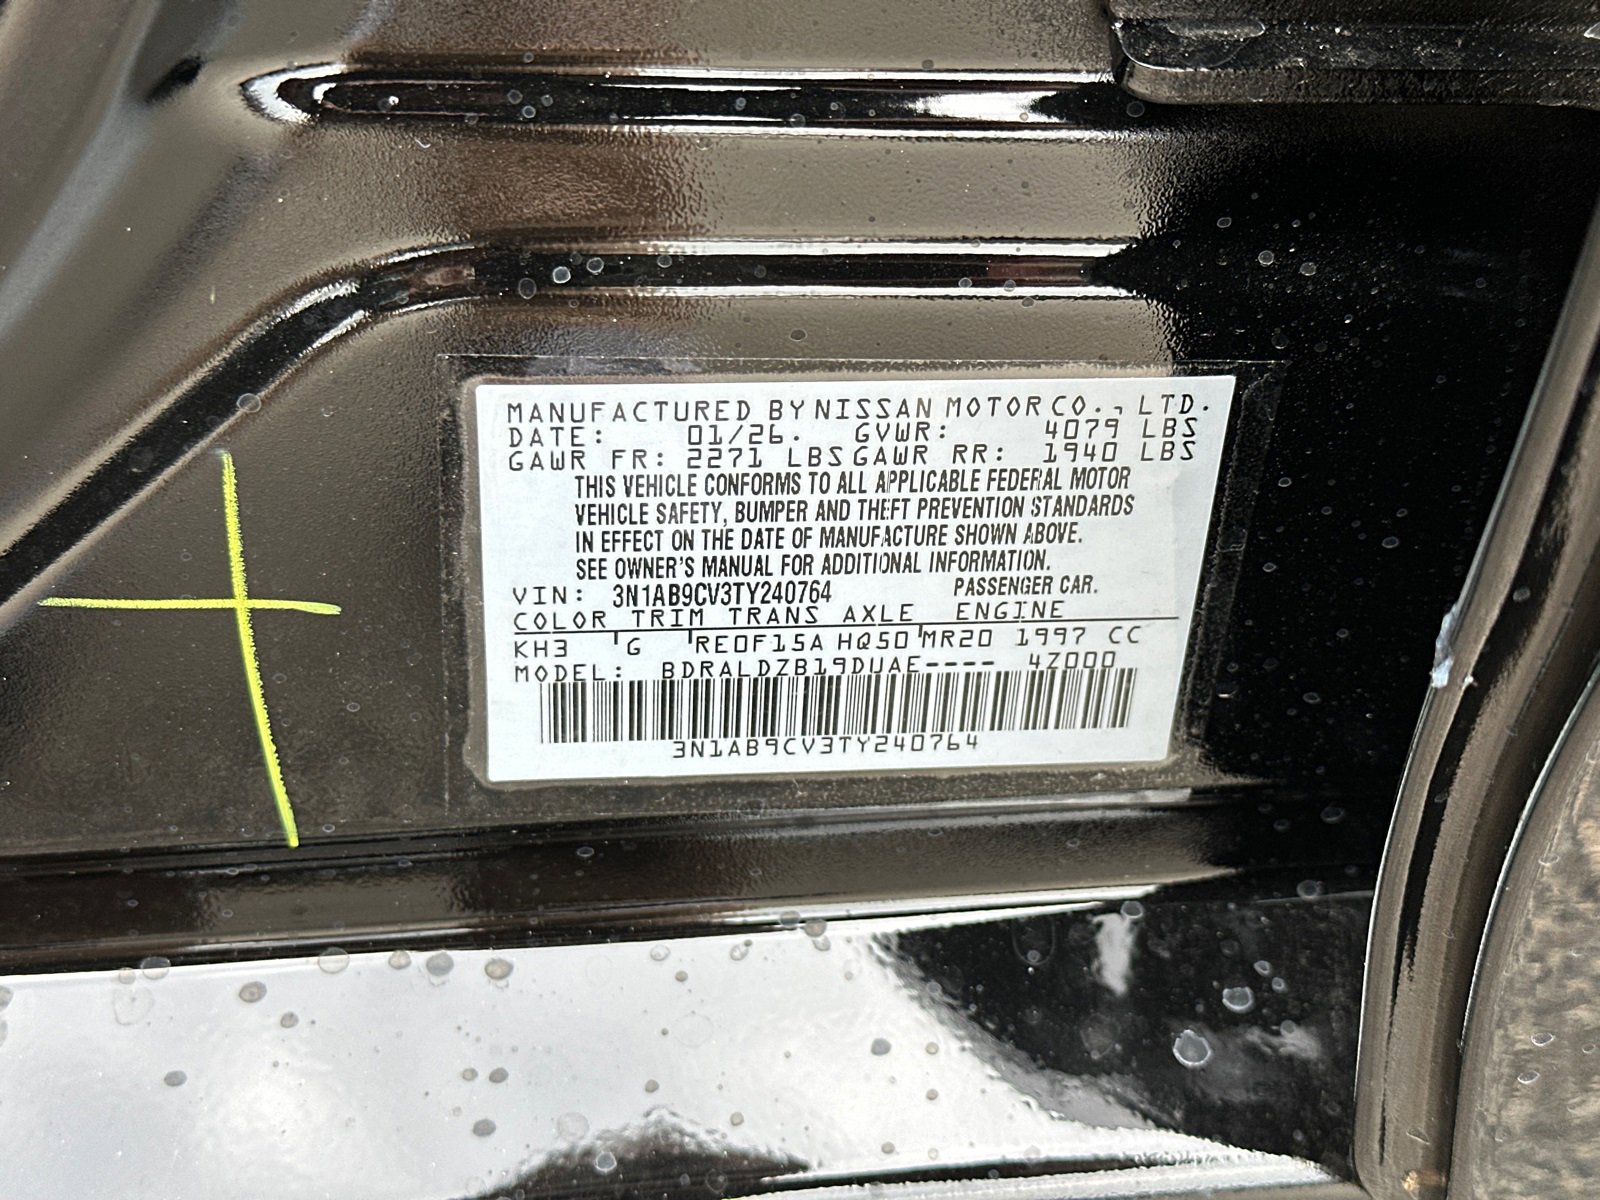 MANUFACTURED BY NISSAN MOTOR CO., LTD.
DATE: 01/26. GVWR: 4079 LBS
GAWR FR: 2271 LBS GAWR RR: 1940 LBS
THIS VEHICLE CONFORMS TO ALL APPLICABLE FEDERAL MOTOR
VEHICLE SAFETY, BUMPER AND THEFT PREVENTION STANDARDS
IN EFFECT ON THE DATE OF MANUFACTURE SHOWN ABOVE.
SEE OWNER'S MANUAL FOR ADDITIONAL INFORMATION.
VIN: 3N1AB9CV3TY240764 PASSENGER CAR.
COLOR TRIM TRANS AXLE ENGINE
KH3 G RE0F15A HQ50 MR20 1997 CC
MODEL: BDRALDZB19DUAE---- 4Z000
3N1AB9CV3TY240764